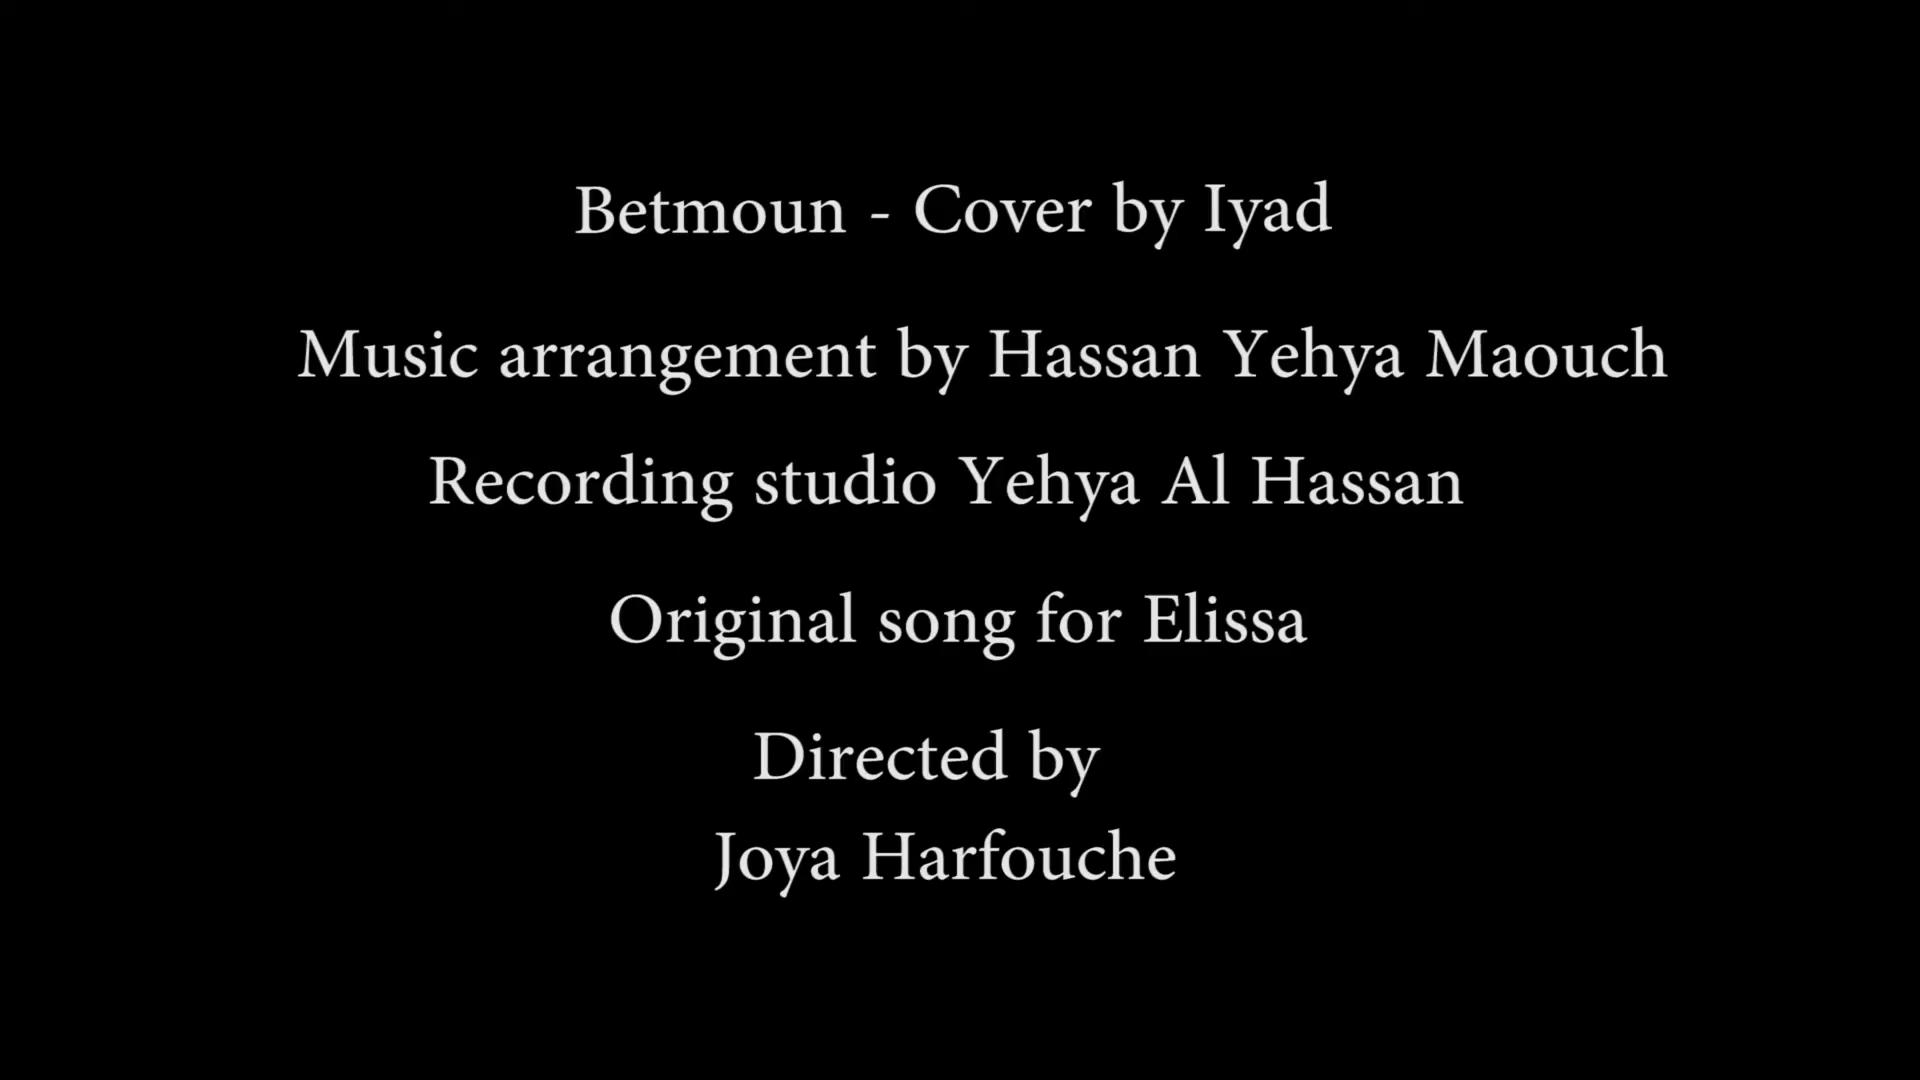 Betmoun - Cover by Iyad
Music arrangement by Hassan Yehya Maouch
Recording studio Yehya Al Hassan
Original song for Elissa
Directed by
Joya Harfouche